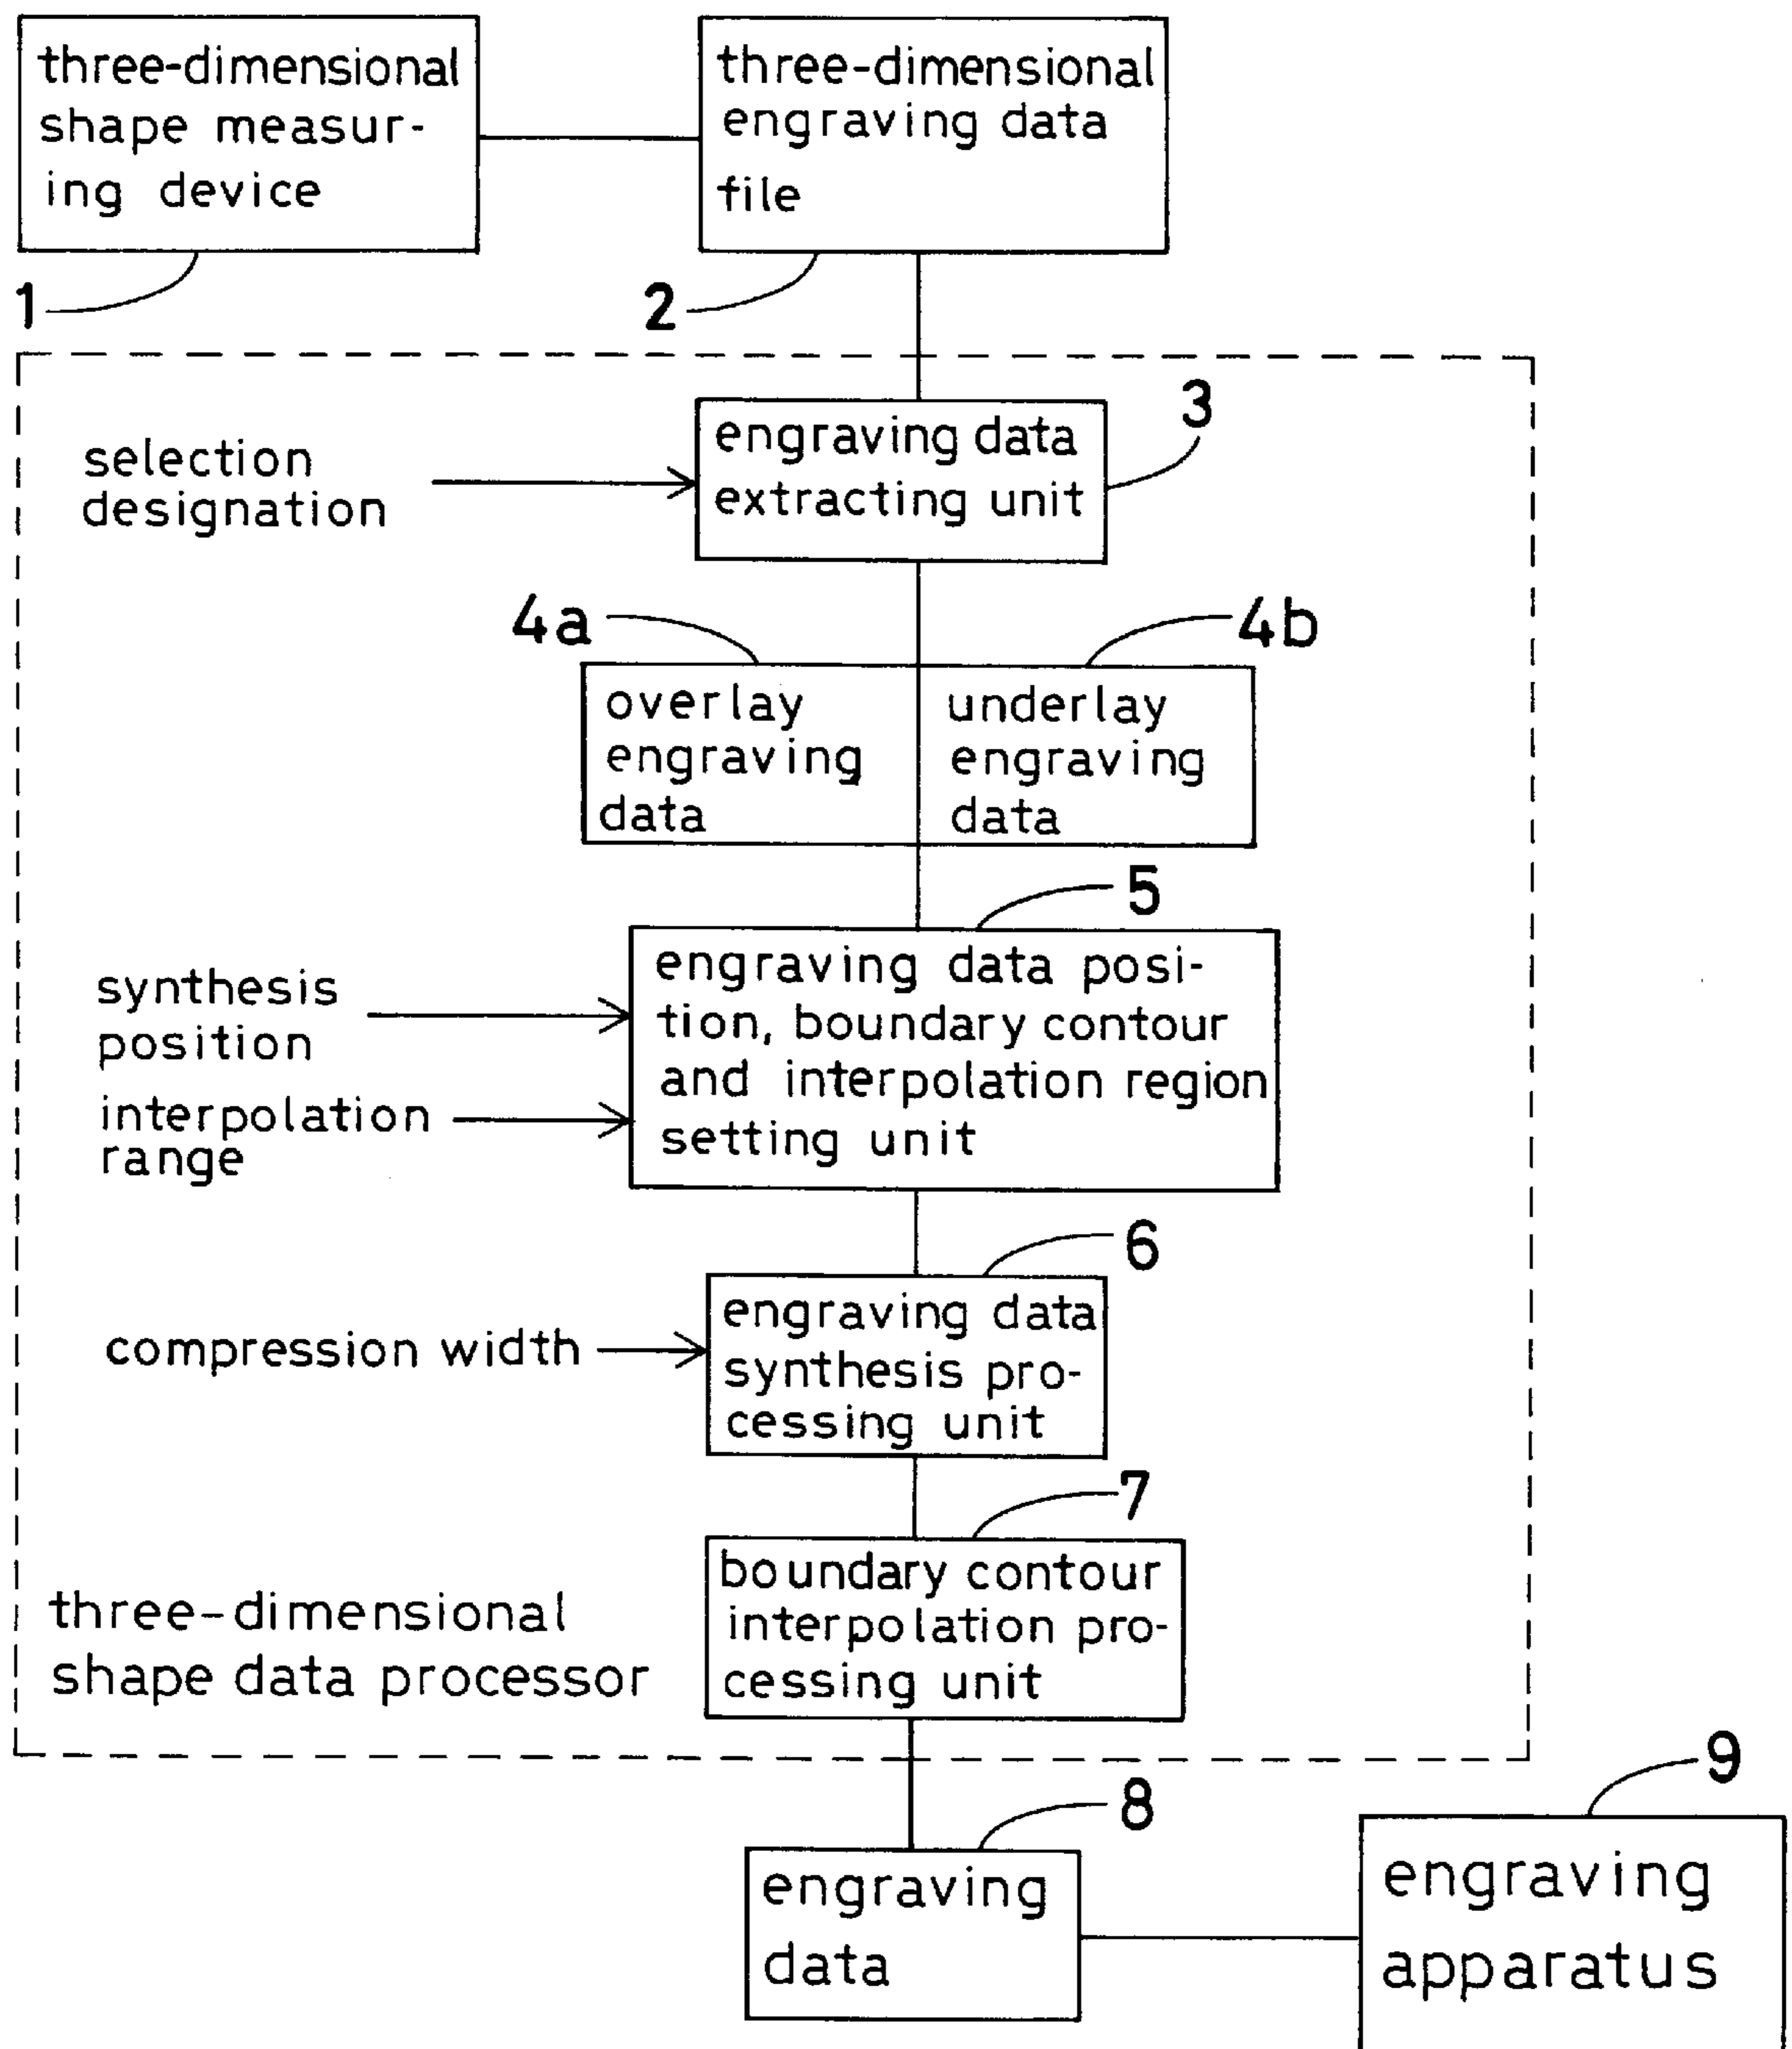 three-dimensional
shape measur-
ing device
1
three-dimensional
engraving data
file
2
selection
designation
engraving data
extracting unit
3
4a
4b
overlay
engraving
data
underlay
engraving
data
5
synthesis
position
interpolation
range
engraving data posi-
tion, boundary contour
and interpolation region
setting unit
6
compression width
engraving data
synthesis pro-
cessing unit
7
boundary contour
interpolation pro-
cessing unit
three-dimensional
shape data processor
8
engraving
data
9
engraving
apparatus